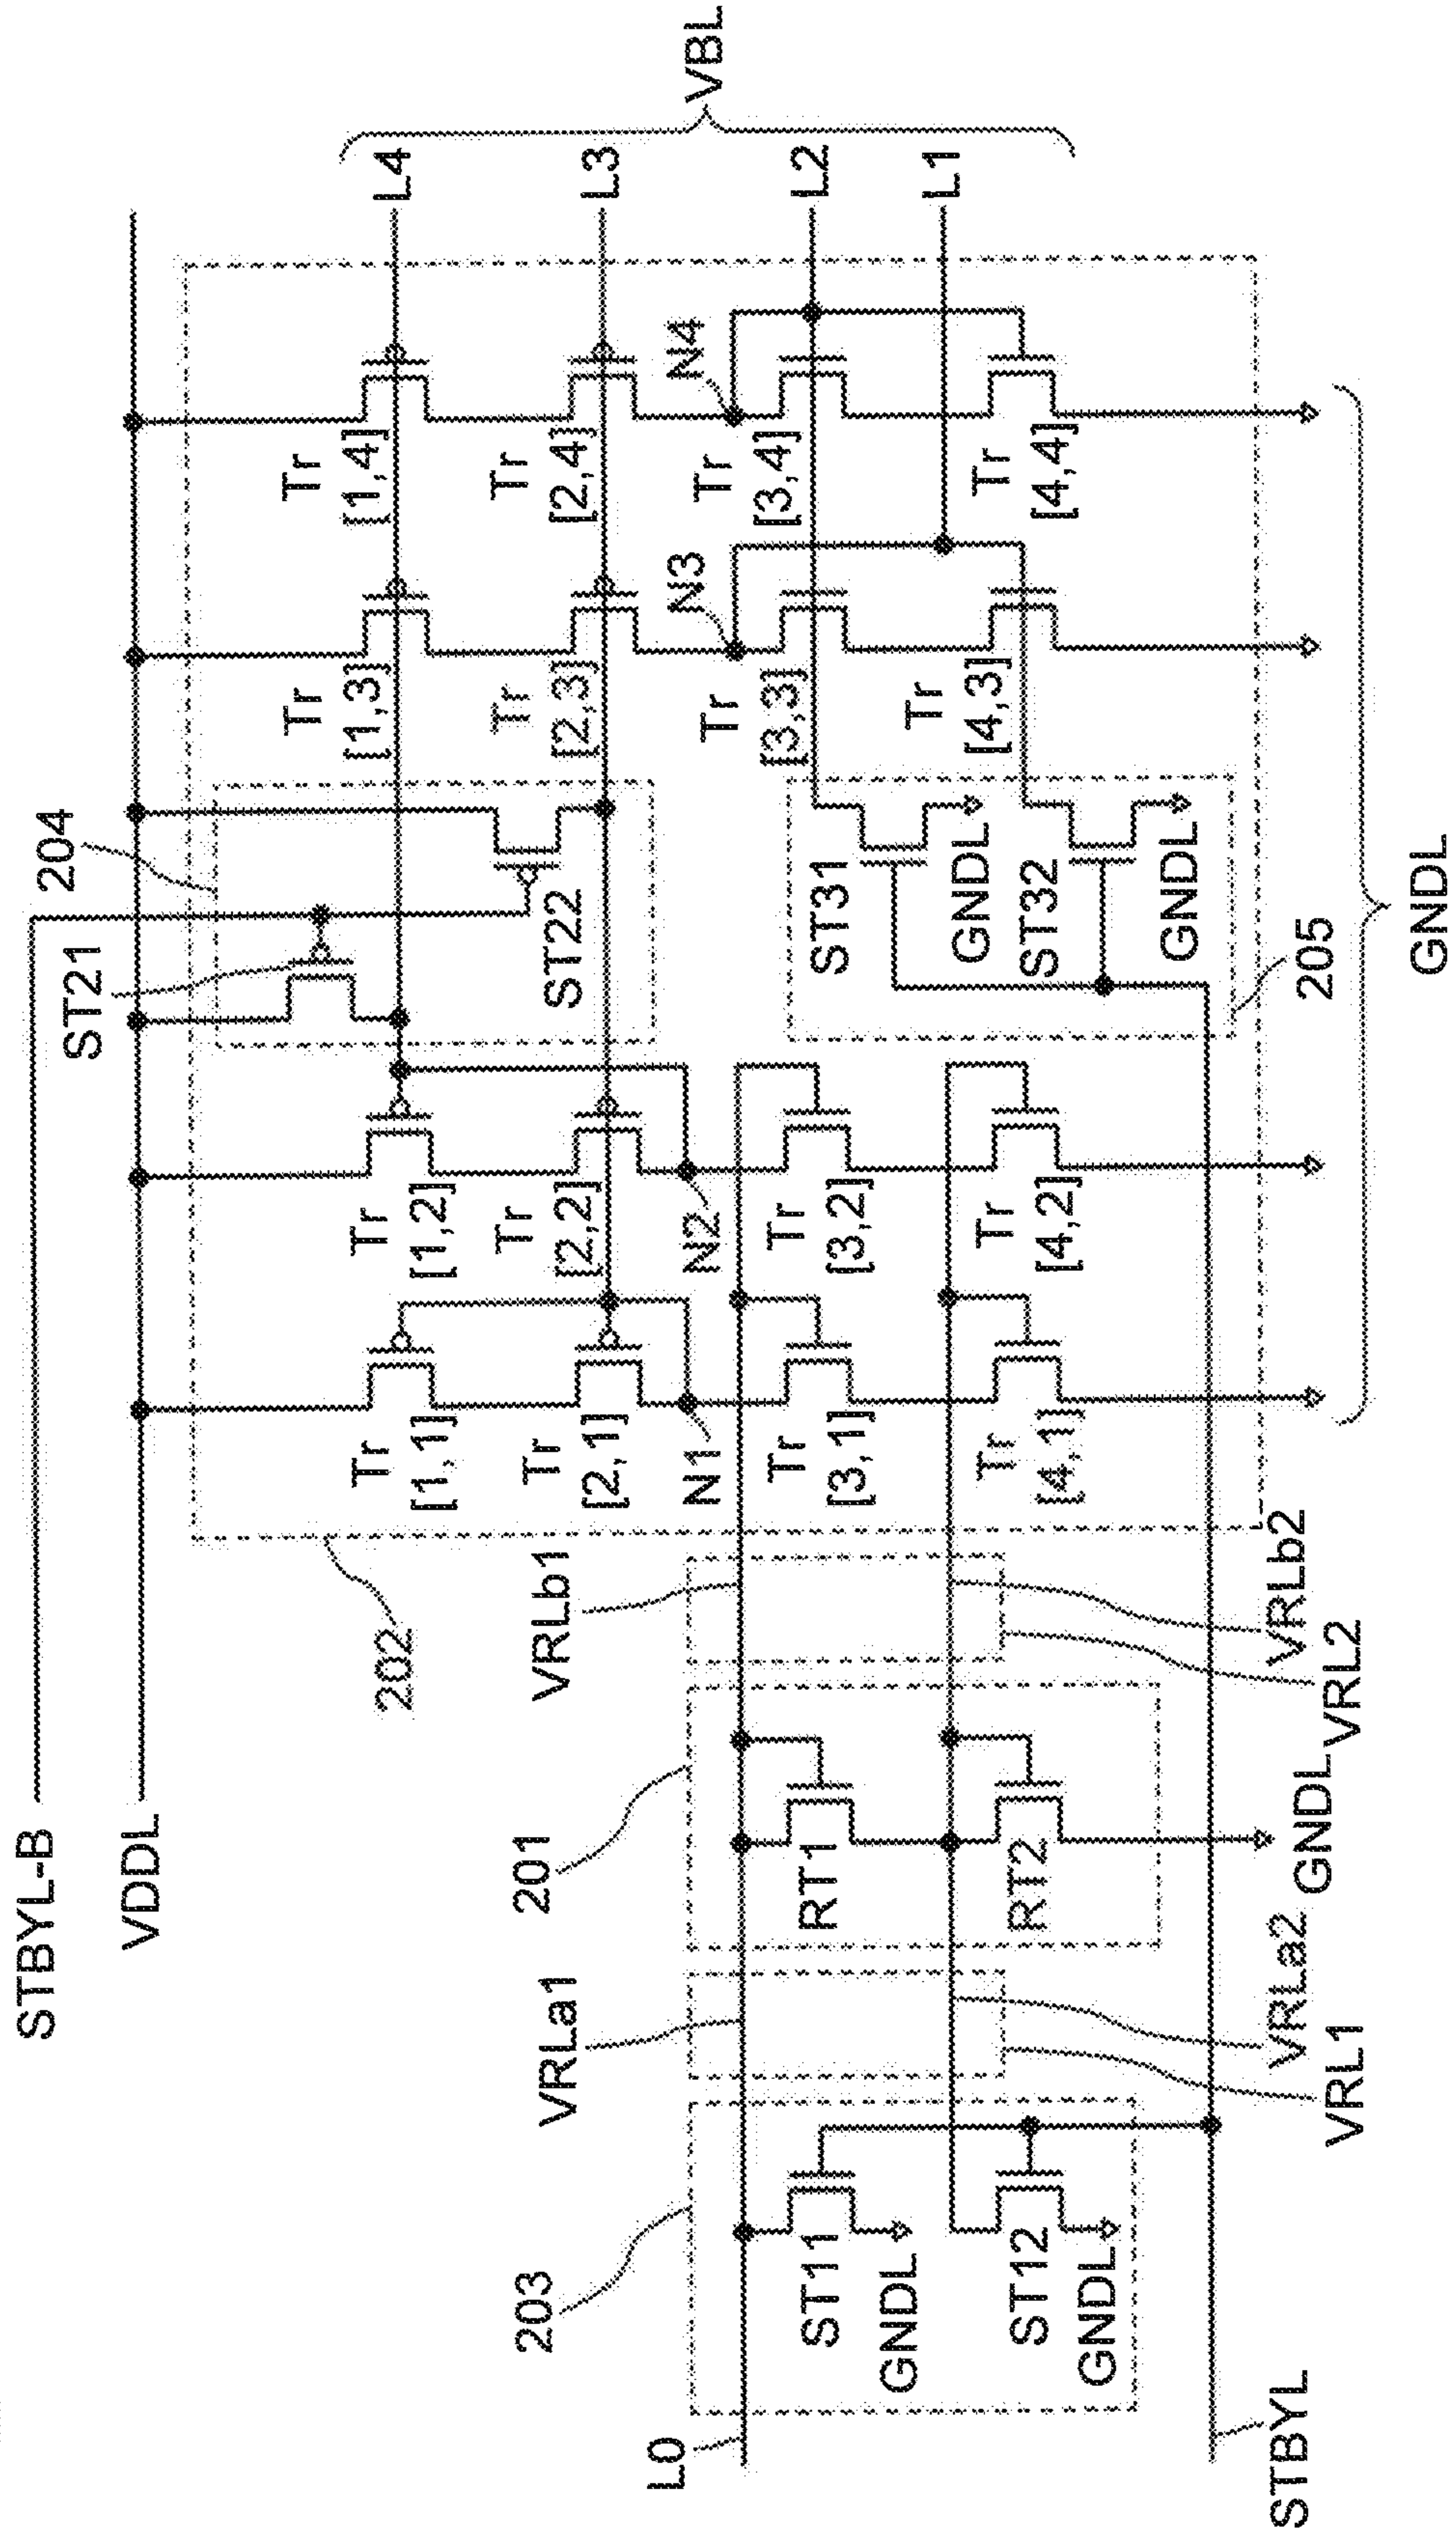 STBYL-B
VDDL
ST21
204
L4
L3
L2
L1
VBL
Tr
[1,1]
Tr
[1,2]
Tr
[1,3]
Tr
[1,4]
Tr
[2,1]
Tr
[2,2]
ST22
Tr
[2,3]
Tr
[2,4]
N1
N2
N3
N4
Tr
[3,1]
Tr
[3,2]
Tr
[3,3]
Tr
[3,4]
Tr
[4,1]
Tr
[4,2]
Tr
[4,3]
Tr
[4,4]
ST31
GNDL
ST32
GNDL
205
GNDL
202
VRLb1
VRLb2
VRL2
201
RT1
RT2
GNDL
VRLa1
VRLa2
VRL1
203
ST11
GNDL
ST12
GNDL
L0
STBYL